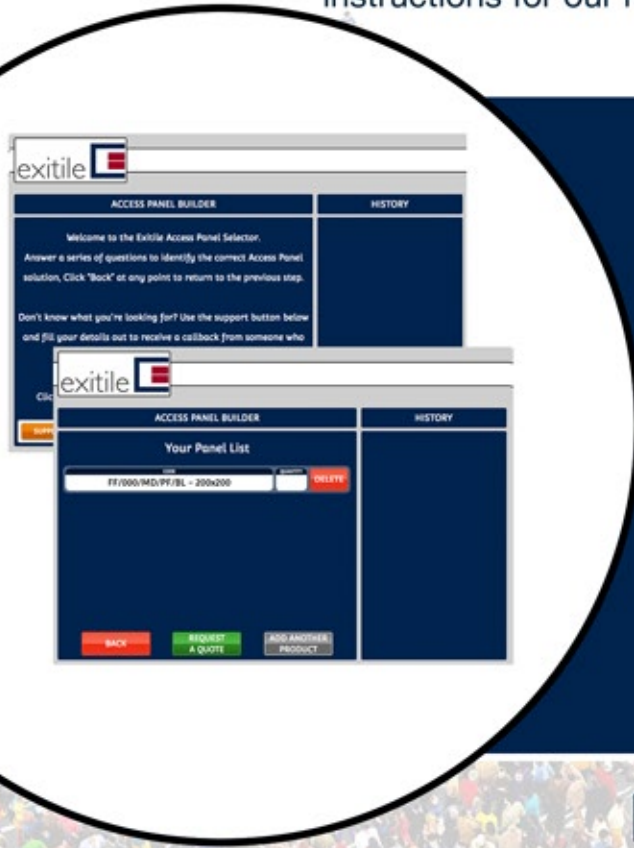 instructions for our
exitile
ACCESS PANEL BUILDER
HISTORY
Welcome to the Exitile Access Panel Selector.
Answer a series of questions to identify the correct Access Panel
solution, Click "Back" at any point to return to the previous step.
Don't know what you're looking for? Use the support button below
and fill your details out to receive a callback from someone who
Clic
SUPP
exitile
ACCESS PANEL BUILDER
HISTORY
Your Panel List
CODE
QUANTITY
FF/000/MD/PF/BL - 200x200
DELETE
BACK
REQUEST
A QUOTE
ADD ANOTHER
PRODUCT